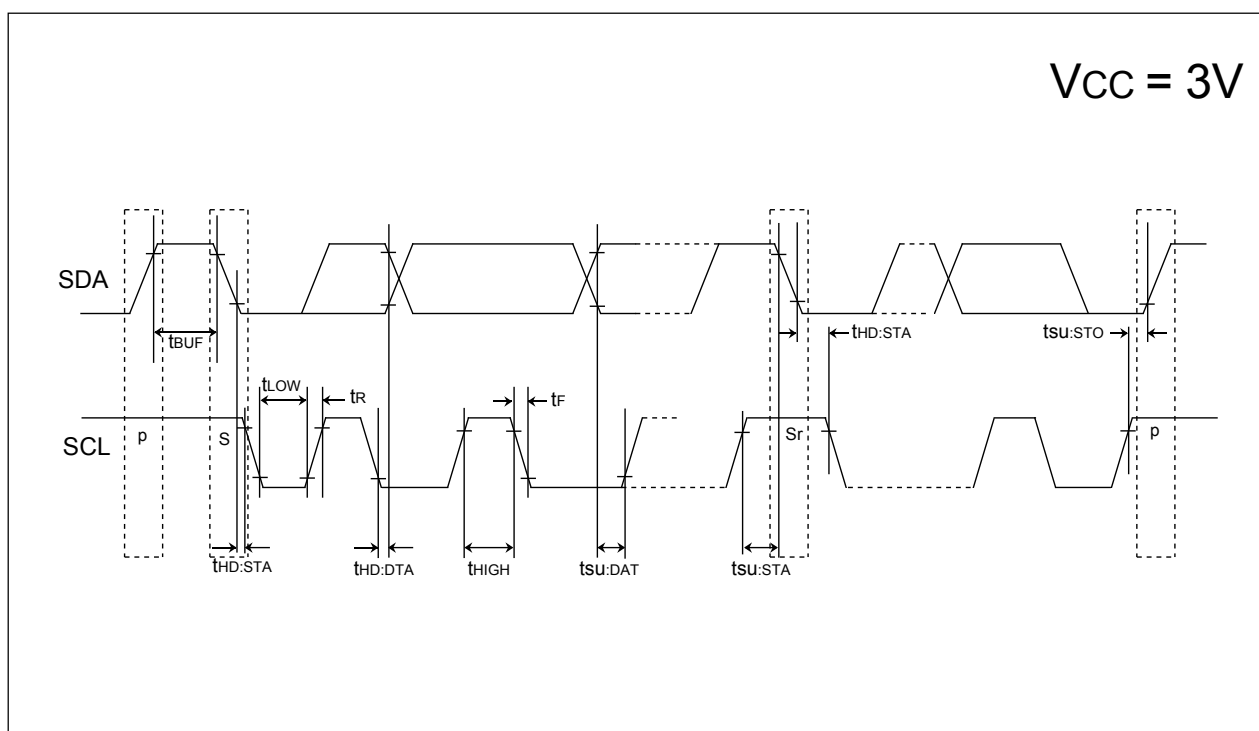 VCC = 3V
SDA
tBUF
tHD:STA
tsu:STO
tLOW
tR
tF
SCL
p
S
Sr
p
tHD:STA
tHD:DTA
tHIGH
tsu:DAT
tsu:STA